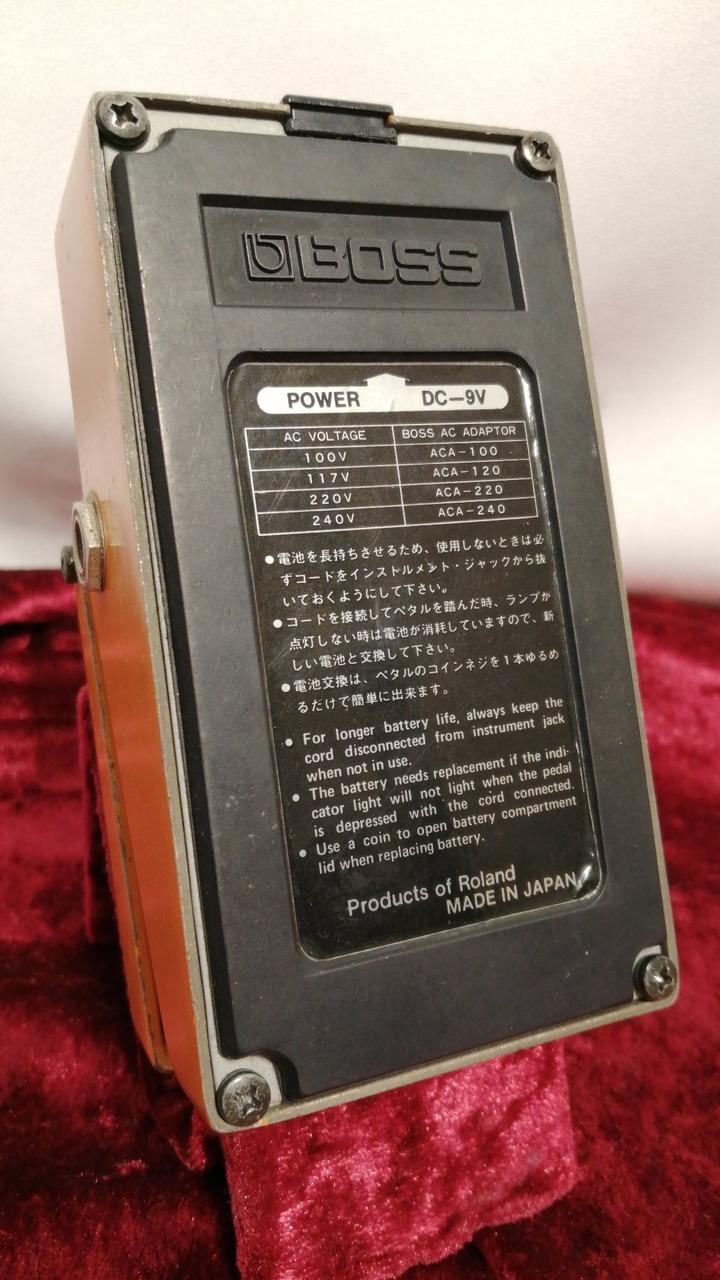 BOSS
POWER DC-9V
AC VOLTAGE BOSS AC ADAPTOR
100V ACA-100
117V ACA-120
220V ACA-220
240V ACA-240
●電池を長持ちさせるため、使用しないときは必
ずコードをインストルメント・ジャックから抜
いておくようにして下さい。
●コードを接続してペタルを踏んだ時、ランプが
点灯しない時は電池が消耗していますので、新
しい電池と交換して下さい。
●電池交換は、ペタルのコインネジを1本ゆるめ
るだけで簡単に出来ます。
● For longer battery life, always keep the
cord disconnected from instrument jack
when not in use.
● The battery needs replacement if the indi-
cator light will not light when the pedal
is depressed with the cord connected.
● Use a coin to open battery compartment
lid when replacing battery.
Products of Roland
MADE IN JAPAN